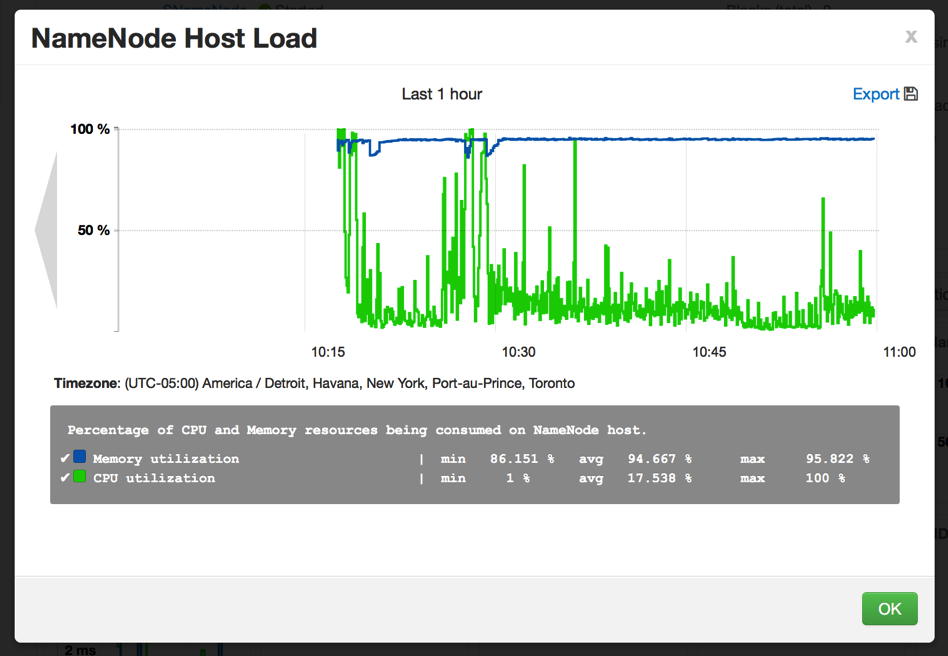 NameNode Host Load
x
Last 1 hour
Export
100 %
50 %
10:15 10:30 10:45 11:00
Timezone: (UTC-05:00) America / Detroit, Havana, New York, Port-au-Prince, Toronto
Percentage of CPU and Memory resources being consumed on NameNode host.
✔ Memory utilization | min 86.151 % avg 94.667 % max 95.822 %
✔ CPU utilization | min 1 % avg 17.538 % max 100 %
OK
2 ms